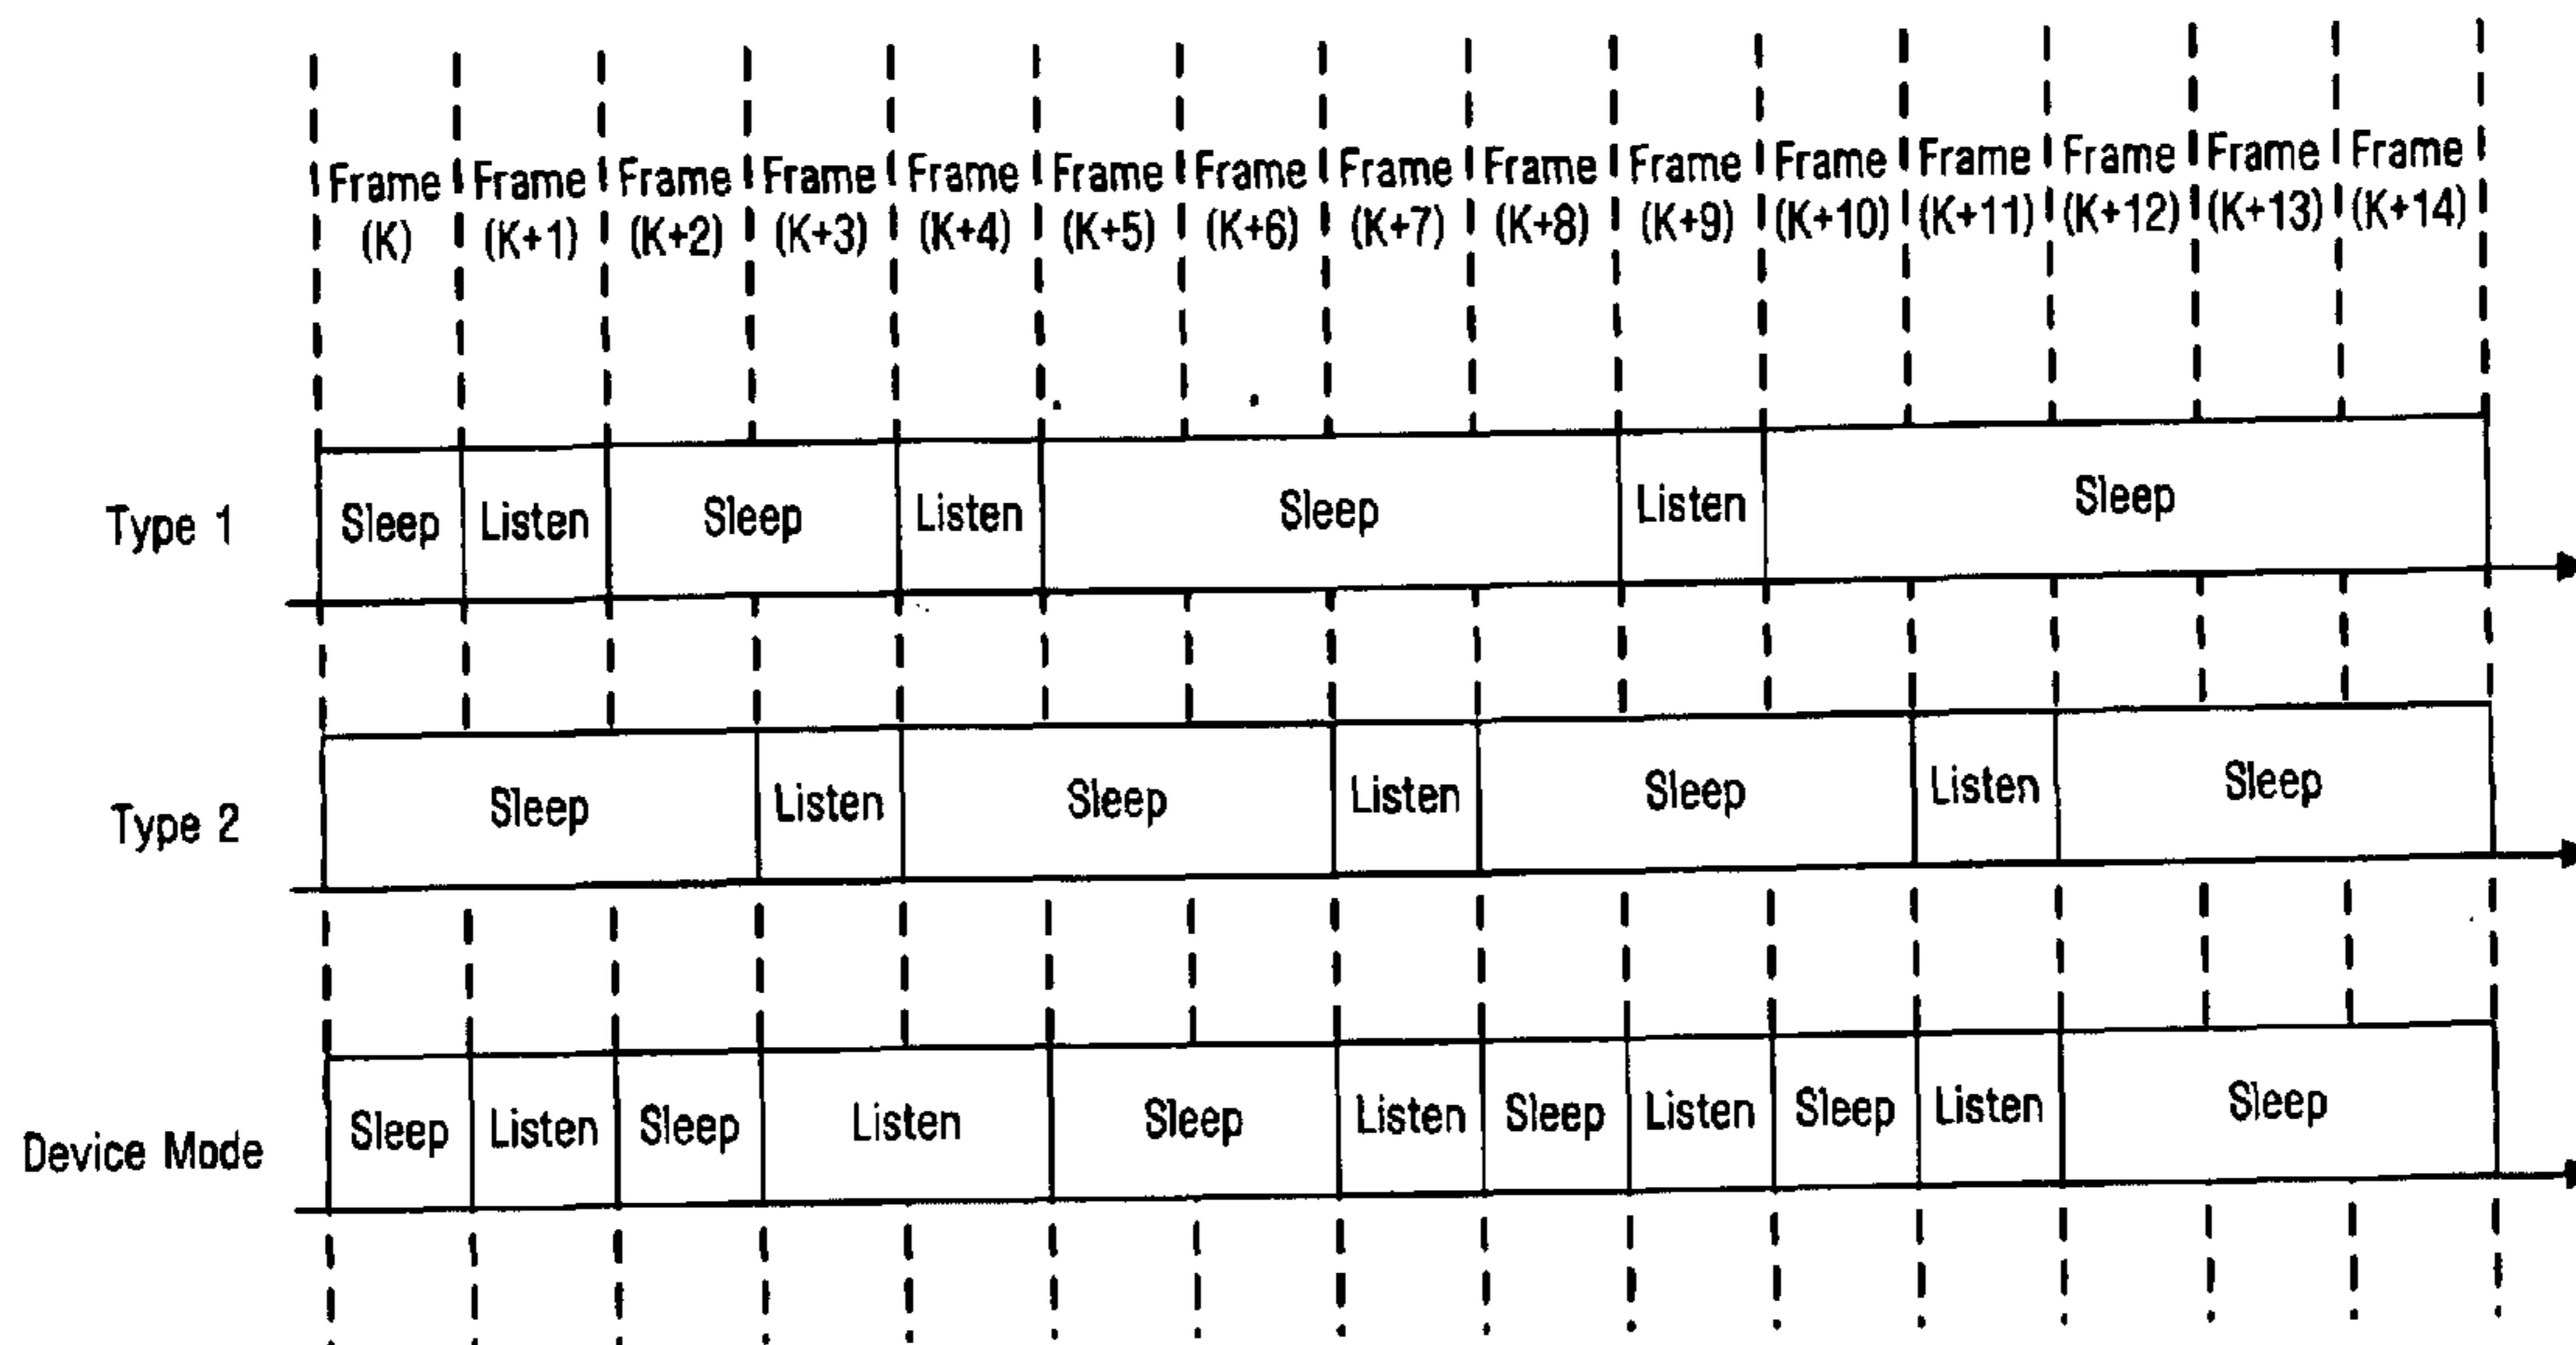 Frame Frame Frame Frame Frame Frame Frame Frame Frame Frame Frame Frame Frame Frame Frame
(K) (K+1) (K+2) (K+3) (K+4) (K+5) (K+6) (K+7) (K+8) (K+9) (K+10) (K+11) (K+12) (K+13) (K+14)
Type 1 Sleep Listen Sleep Listen Sleep Listen Sleep
Type 2 Sleep Listen Sleep Listen Sleep Listen Sleep
Device Mode Sleep Listen Sleep Listen Sleep Listen Sleep Listen Sleep Listen Sleep